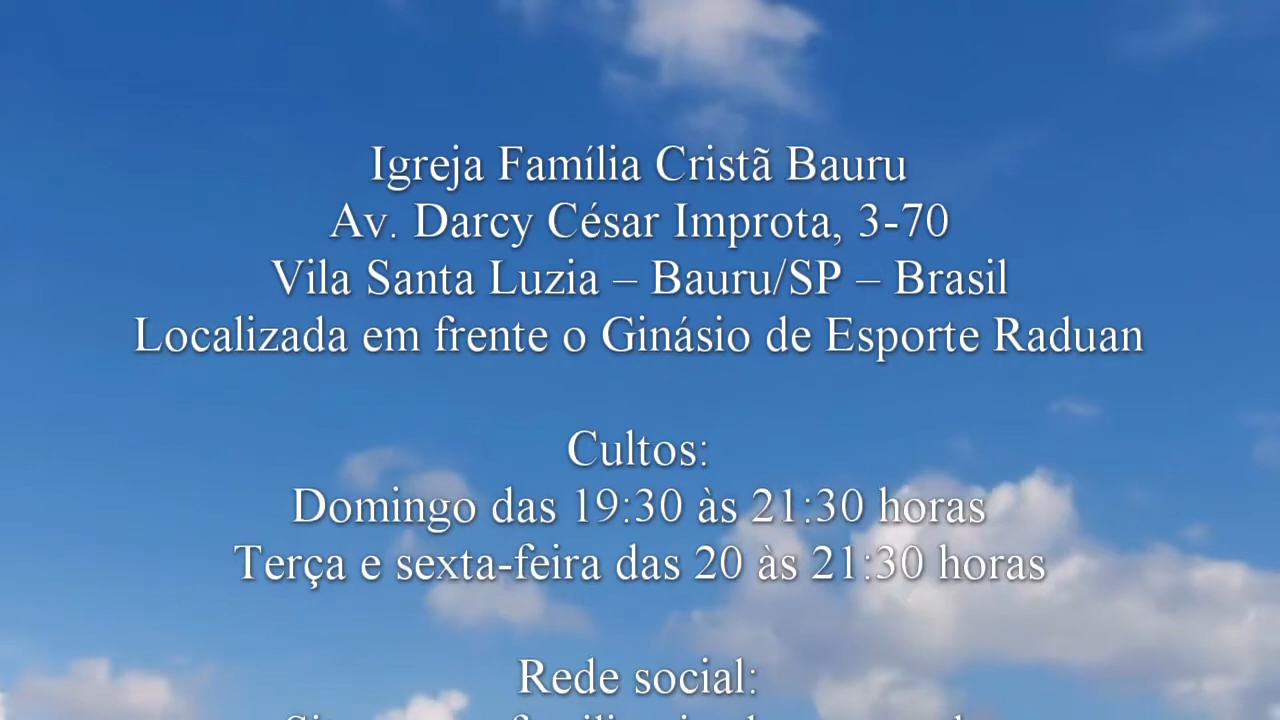 Igreja Família Cristã Bauru
Av. Darcy César Improta, 3-70
Vila Santa Luzia – Bauru/SP – Brasil
Localizada em frente o Ginásio de Esporte Raduan
Cultos:
Domingo das 19:30 às 21:30 horas
Terça e sexta-feira das 20 às 21:30 horas
Rede social: